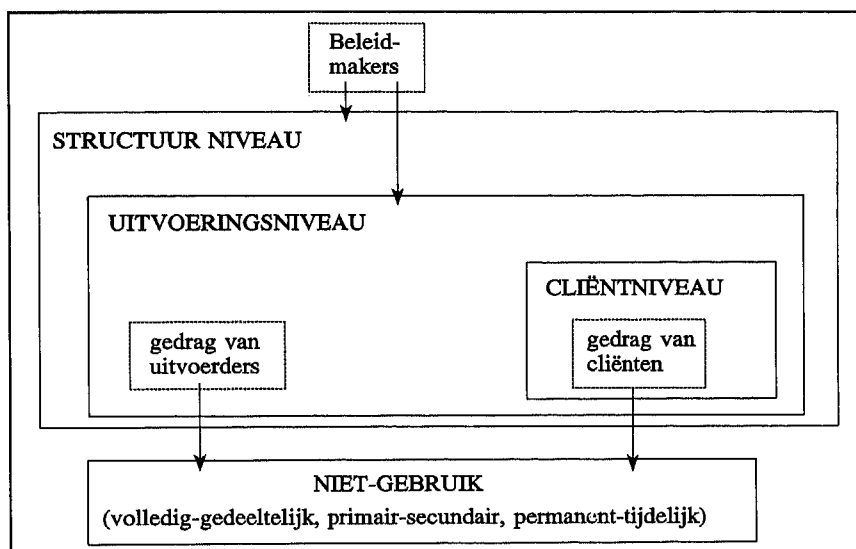 Beleid-
makers
STRUCTUUR NIVEAU
UITVOERINGSNIVEAU
CLIËNTNIVEAU
gedrag van
uitvoerders
gedrag van
cliënten
NIET-GEBRUIK
(volledig-gedeeltelijk, primair-secundair, permanent-tijdelijk)